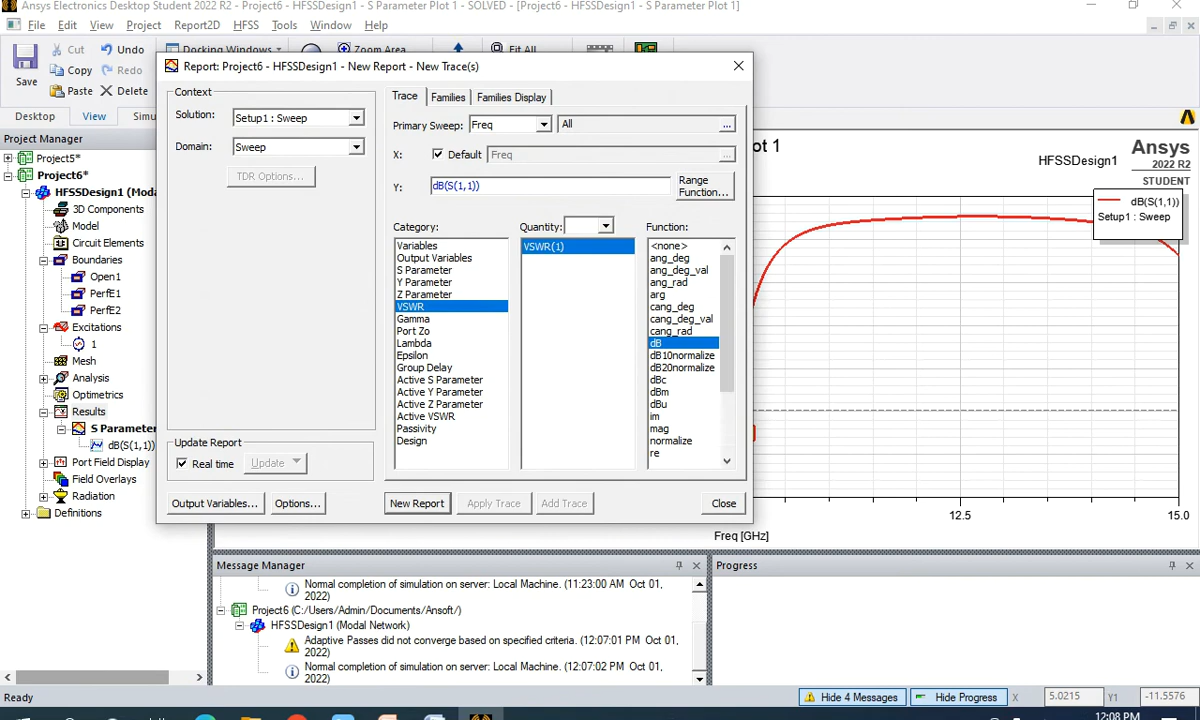 Ansys Electronics Desktop Student 2022 R2 - Project6 - HFSSDesign1 - S Parameter Plot 1 - SOLVED - [Project6 - HFSSDesign1 - S Parameter Plot 1]
File Edit View Project Report2D HFSS Tools Window Help
Save
Cut
Copy
Paste
Undo
Redo
Delete
Docking Windows
Zoom Area
Fit All
Desktop View Simu
Project Manager
Project5*
Project6*
HFSSDesign1 (Moda
3D Components
Model
Circuit Elements
Boundaries
Open1
PerfE1
PerfE2
Excitations
1
Mesh
Analysis
Optimetrics
Results
S Paramete
dB(S(1,1))
Port Field Display
Field Overlays
Radiation
Definitions
Report: Project6 - HFSSDesign1 - New Report - New Trace(s)
Context
Solution: Setup1 : Sweep
Domain: Sweep
TDR Options...
Update Report
Real time Update
Output Variables... Options...
Trace Families Families Display
Primary Sweep: Freq All ...
X: Default Freq ...
Y: dB(S(1,1)) Range Function...
Category:
Variables
Output Variables
S Parameter
Y Parameter
Z Parameter
VSWR
Gamma
Port Zo
Lambda
Epsilon
Group Delay
Active S Parameter
Active Y Parameter
Active Z Parameter
Active VSWR
Passivity
Design
Quantity:
VSWR(1)
Function:
<none>
ang_deg
ang_deg_val
ang_rad
arg
cang_deg
cang_deg_val
cang_rad
dB
dB10normalize
dB20normalize
dBc
dBm
dBu
im
mag
normalize
re
New Report Apply Trace Add Trace Close
ot 1
HFSSDesign1
Ansys
2022 R2
STUDENT
dB(S(1,1))
Setup1 : Sweep
12.5 15.0
Freq [GHz]
Message Manager
Normal completion of simulation on server: Local Machine. (11:23:00 AM Oct 01,
2022)
Project6 (C:/Users/Admin/Documents/Ansoft/)
HFSSDesign1 (Modal Network)
Adaptive Passes did not converge based on specified criteria. (12:07:01 PM Oct 01,
2022)
Normal completion of simulation on server: Local Machine. (12:07:02 PM Oct 01,
2022)
Progress
Ready
Hide 4 Messages Hide Progress X 5.0215 Y1 -11.5576
12:08 PM